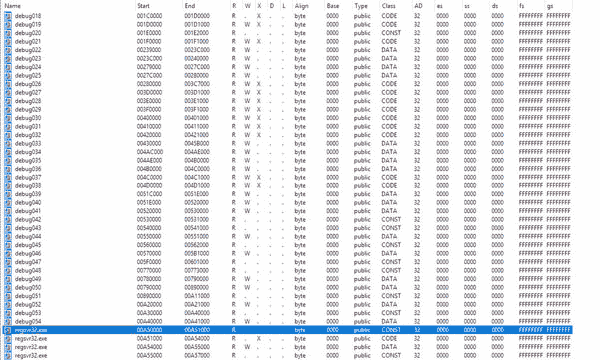 Name Start End R W X D L Align Base Type Class AD es ss ds fs gs
debug018 001C0000 001D0000 R . X . . byte 0000 public CODE 32 0000 0000 0000 FFFFFFFF FFFFFFFF
debug019 001D0000 001D1000 R W X . . byte 0000 public CODE 32 0000 0000 0000 FFFFFFFF FFFFFFFF
debug020 001E0000 001E2000 R . . . . byte 0000 public CONST 32 0000 0000 0000 FFFFFFFF FFFFFFFF
debug021 001F0000 001F1000 R W X . . byte 0000 public CODE 32 0000 0000 0000 FFFFFFFF FFFFFFFF
debug022 00239000 0023C000 R W . . . byte 0000 public DATA 32 0000 0000 0000 FFFFFFFF FFFFFFFF
debug023 0023C000 00240000 R W . . . byte 0000 public DATA 32 0000 0000 0000 FFFFFFFF FFFFFFFF
debug024 00279000 0027C000 R W . . . byte 0000 public DATA 32 0000 0000 0000 FFFFFFFF FFFFFFFF
debug025 0027C000 00280000 R W . . . byte 0000 public DATA 32 0000 0000 0000 FFFFFFFF FFFFFFFF
debug026 00280000 003C7000 R W X . . byte 0000 public CODE 32 0000 0000 0000 FFFFFFFF FFFFFFFF
debug027 003D0000 003D1000 R W X . . byte 0000 public CODE 32 0000 0000 0000 FFFFFFFF FFFFFFFF
debug028 003E0000 003E1000 R W X . . byte 0000 public CODE 32 0000 0000 0000 FFFFFFFF FFFFFFFF
debug029 003F0000 003F1000 R W X . . byte 0000 public CODE 32 0000 0000 0000 FFFFFFFF FFFFFFFF
debug030 00400000 00401000 R W X . . byte 0000 public CODE 32 0000 0000 0000 FFFFFFFF FFFFFFFF
debug031 00410000 00411000 R W X . . byte 0000 public CODE 32 0000 0000 0000 FFFFFFFF FFFFFFFF
debug032 00420000 00421000 R W X . . byte 0000 public CODE 32 0000 0000 0000 FFFFFFFF FFFFFFFF
debug033 00430000 0045B000 R W . . . byte 0000 public DATA 32 0000 0000 0000 FFFFFFFF FFFFFFFF
debug034 004AC000 004AE000 R W . . . byte 0000 public DATA 32 0000 0000 0000 FFFFFFFF FFFFFFFF
debug035 004AE000 004B0000 R W . . . byte 0000 public DATA 32 0000 0000 0000 FFFFFFFF FFFFFFFF
debug036 004B0000 004C0000 R W . . . byte 0000 public DATA 32 0000 0000 0000 FFFFFFFF FFFFFFFF
debug037 004C0000 004C1000 R W X . . byte 0000 public CODE 32 0000 0000 0000 FFFFFFFF FFFFFFFF
debug038 004D0000 004D1000 R W X . . byte 0000 public CODE 32 0000 0000 0000 FFFFFFFF FFFFFFFF
debug039 0051C000 0051E000 R W . . . byte 0000 public DATA 32 0000 0000 0000 FFFFFFFF FFFFFFFF
debug040 0051E000 00520000 R W . . . byte 0000 public DATA 32 0000 0000 0000 FFFFFFFF FFFFFFFF
debug041 00520000 00530000 R W . . . byte 0000 public DATA 32 0000 0000 0000 FFFFFFFF FFFFFFFF
debug042 00530000 00531000 R . . . . byte 0000 public CONST 32 0000 0000 0000 FFFFFFFF FFFFFFFF
debug043 00540000 00541000 R . . . . byte 0000 public CONST 32 0000 0000 0000 FFFFFFFF FFFFFFFF
debug044 00550000 00551000 R W . . . byte 0000 public DATA 32 0000 0000 0000 FFFFFFFF FFFFFFFF
debug045 00560000 00562000 R . . . . byte 0000 public CONST 32 0000 0000 0000 FFFFFFFF FFFFFFFF
debug046 00570000 005B1000 R W . . . byte 0000 public DATA 32 0000 0000 0000 FFFFFFFF FFFFFFFF
debug047 005F0000 00601000 R . . . . byte 0000 public CONST 32 0000 0000 0000 FFFFFFFF FFFFFFFF
debug048 00770000 00773000 R . . . . byte 0000 public CONST 32 0000 0000 0000 FFFFFFFF FFFFFFFF
debug049 00780000 00790000 R W . . . byte 0000 public DATA 32 0000 0000 0000 FFFFFFFF FFFFFFFF
debug050 00790000 00880000 R W . . . byte 0000 public DATA 32 0000 0000 0000 FFFFFFFF FFFFFFFF
debug051 00890000 00A11000 R . . . . byte 0000 public CONST 32 0000 0000 0000 FFFFFFFF FFFFFFFF
debug052 00A20000 00A21000 R W . . . byte 0000 public DATA 32 0000 0000 0000 FFFFFFFF FFFFFFFF
debug053 00A30000 00A40000 R . . . . byte 0000 public CONST 32 0000 0000 0000 FFFFFFFF FFFFFFFF
debug054 00A40000 00A41000 R W . . . byte 0000 public DATA 32 0000 0000 0000 FFFFFFFF FFFFFFFF
regsvr32.exe 00A50000 00A51000 R . . . . byte 0000 public CONST 32 0000 0000 0000 FFFFFFFF FFFFFFFF
regsvr32.exe 00A51000 00A54000 R . X . . byte 0000 public CODE 32 0000 0000 0000 FFFFFFFF FFFFFFFF
regsvr32.exe 00A54000 00A55000 R W . . . byte 0000 public DATA 32 0000 0000 0000 FFFFFFFF FFFFFFFF
regsvr32.exe 00A55000 00A57000 R . . . . byte 0000 public CONST 32 0000 0000 0000 FFFFFFFF FFFFFFFF